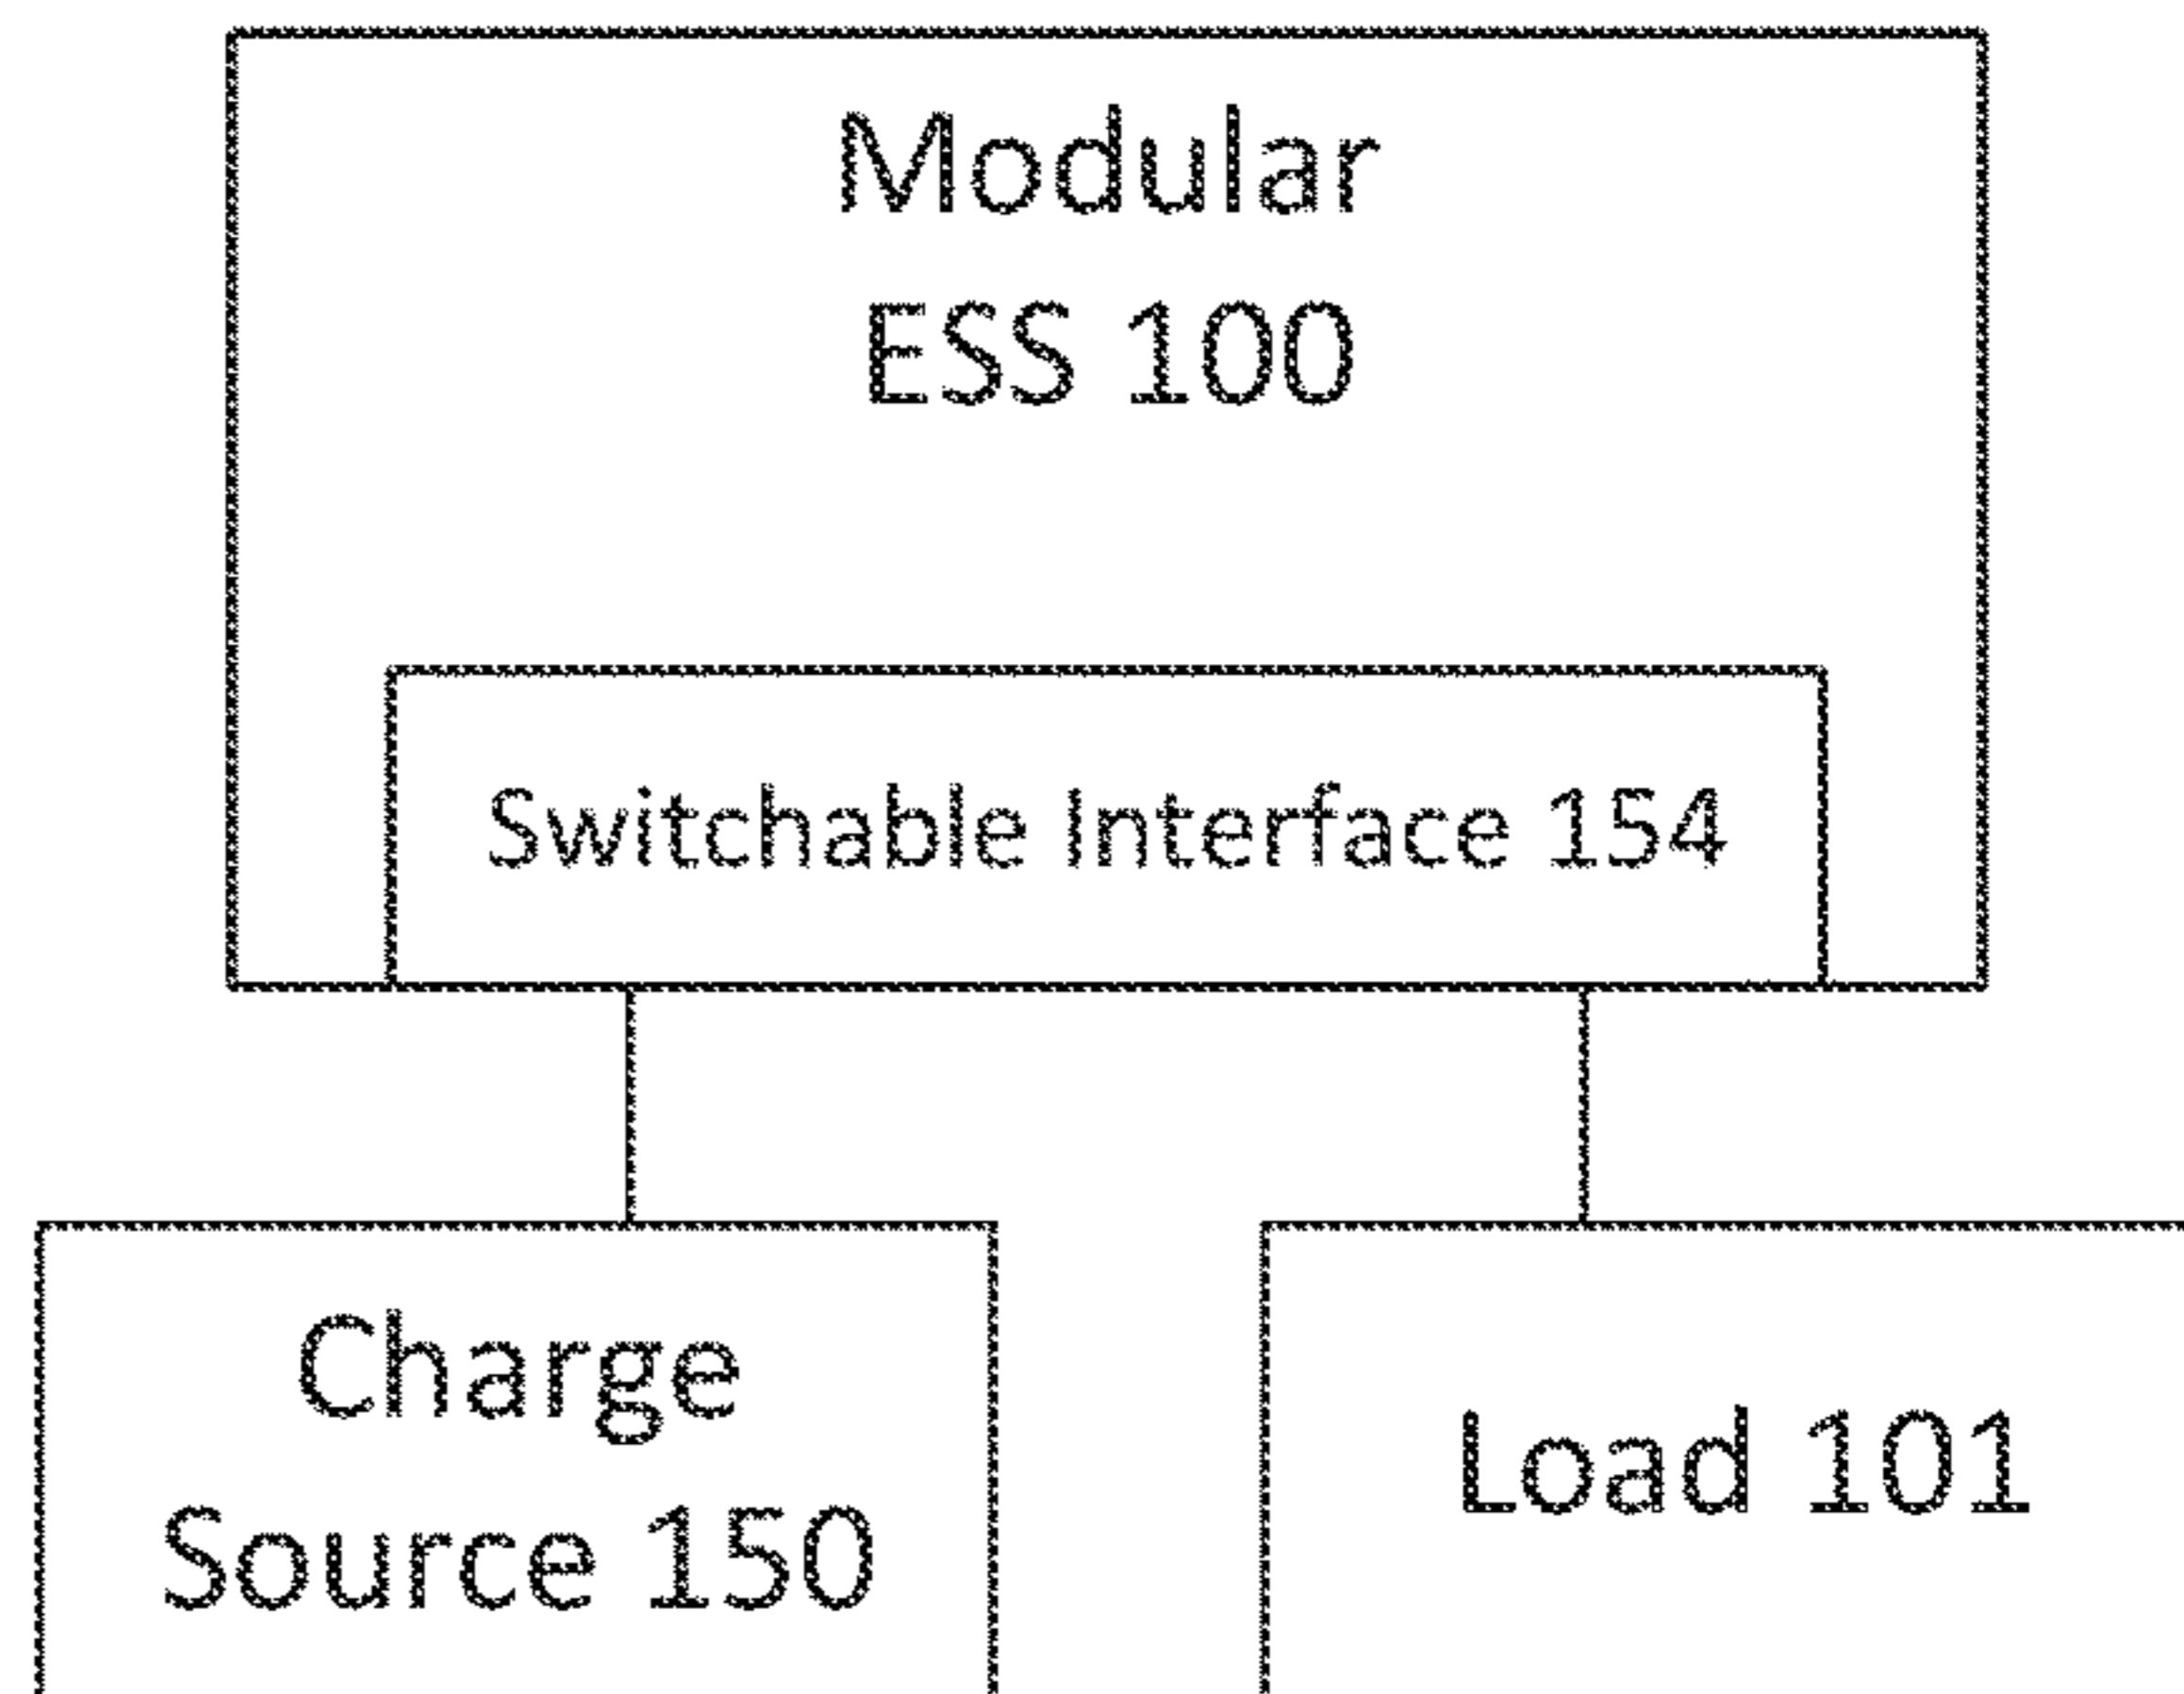 Modular
ESS 100
Switchable Interface 154
Charge
Source 150
Load 101